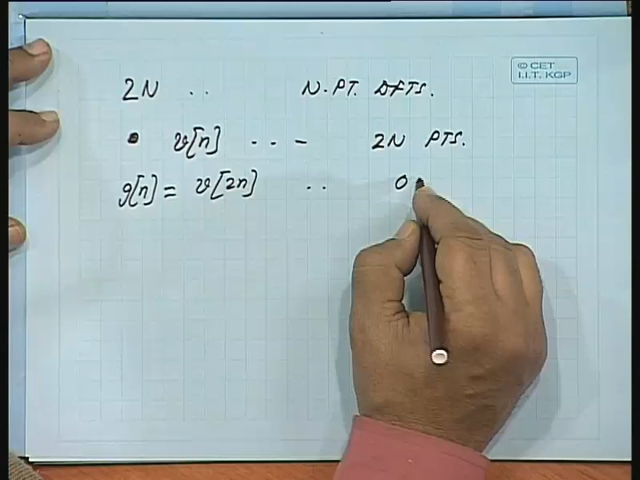 © CET
I.I.T. KGP
2N .. N-PT. DFTS.
v[n] ... - 2N PTS.
g[n] = v[2n] .. 0